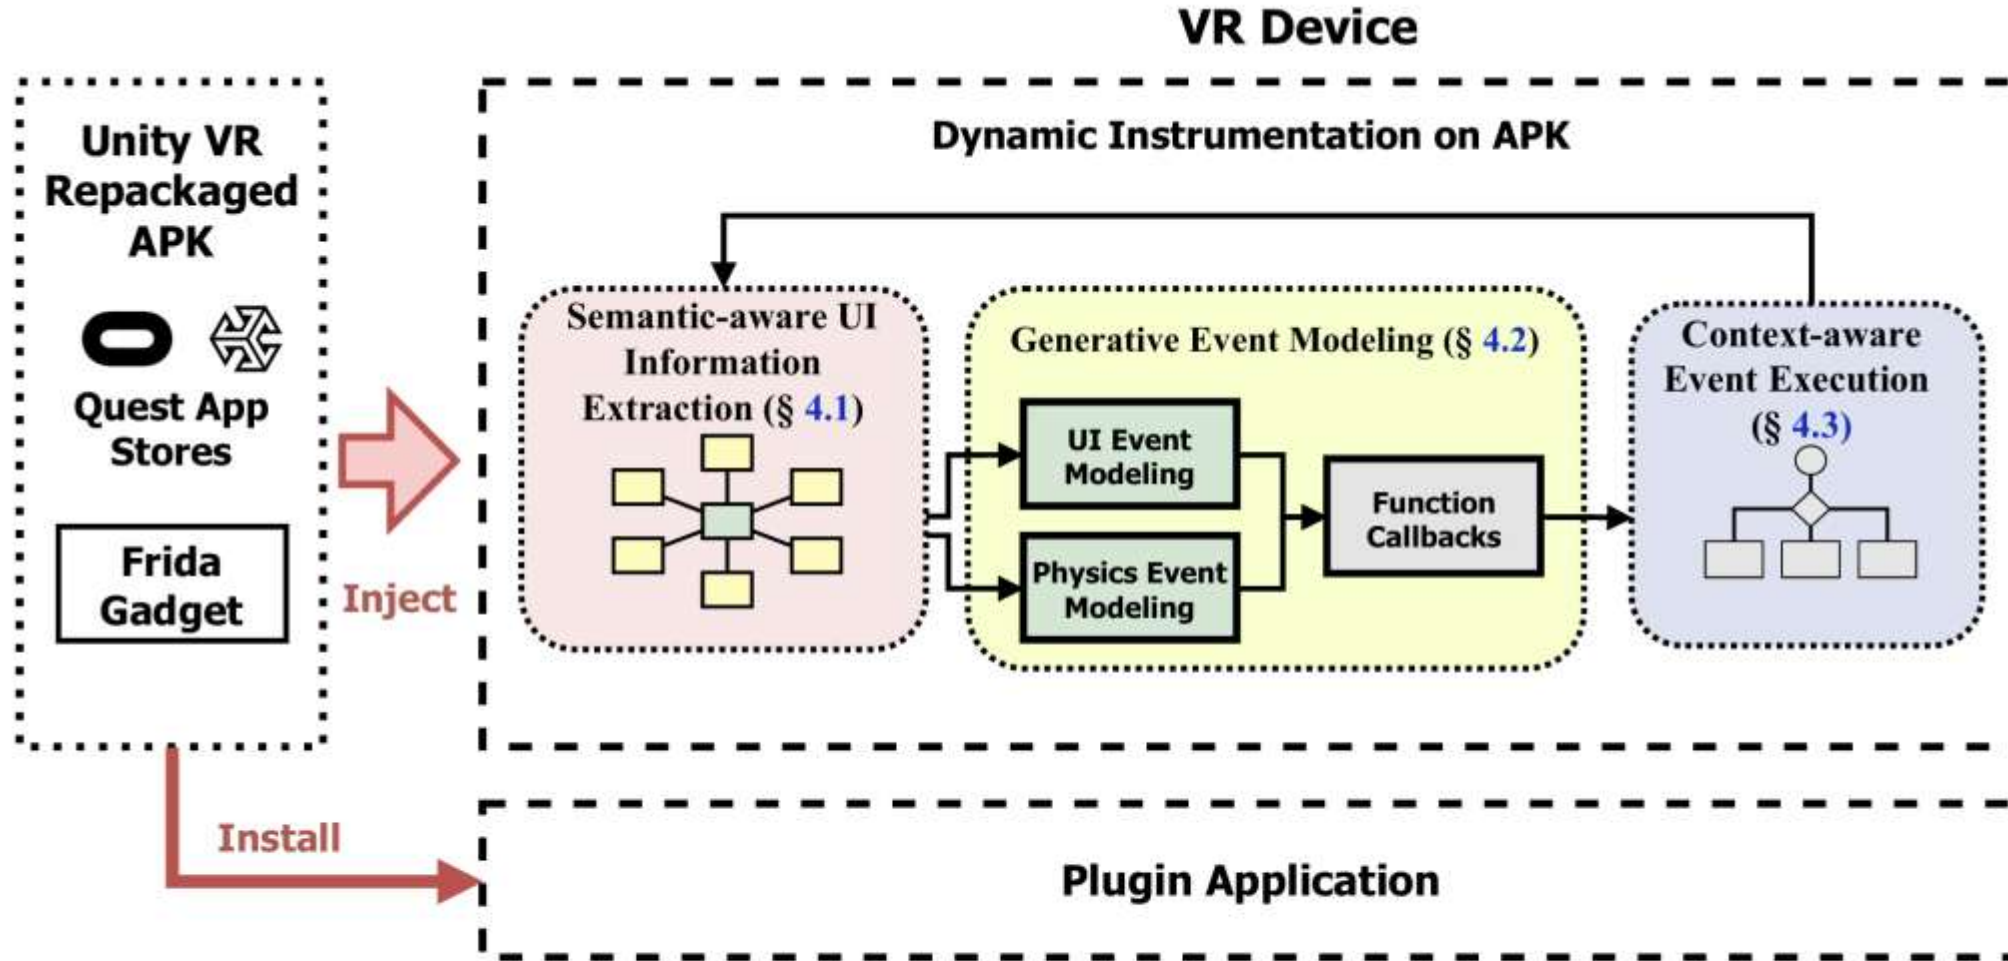 VR Device
Unity VR
Repackaged
APK
Quest App
Stores
Frida
Gadget
Inject
Install
Dynamic Instrumentation on APK
Semantic-aware UI
Information
Extraction (§ 4.1)
Generative Event Modeling (§ 4.2)
UI Event
Modeling
Physics Event
Modeling
Function
Callbacks
Context-aware
Event Execution
(§ 4.3)
Plugin Application